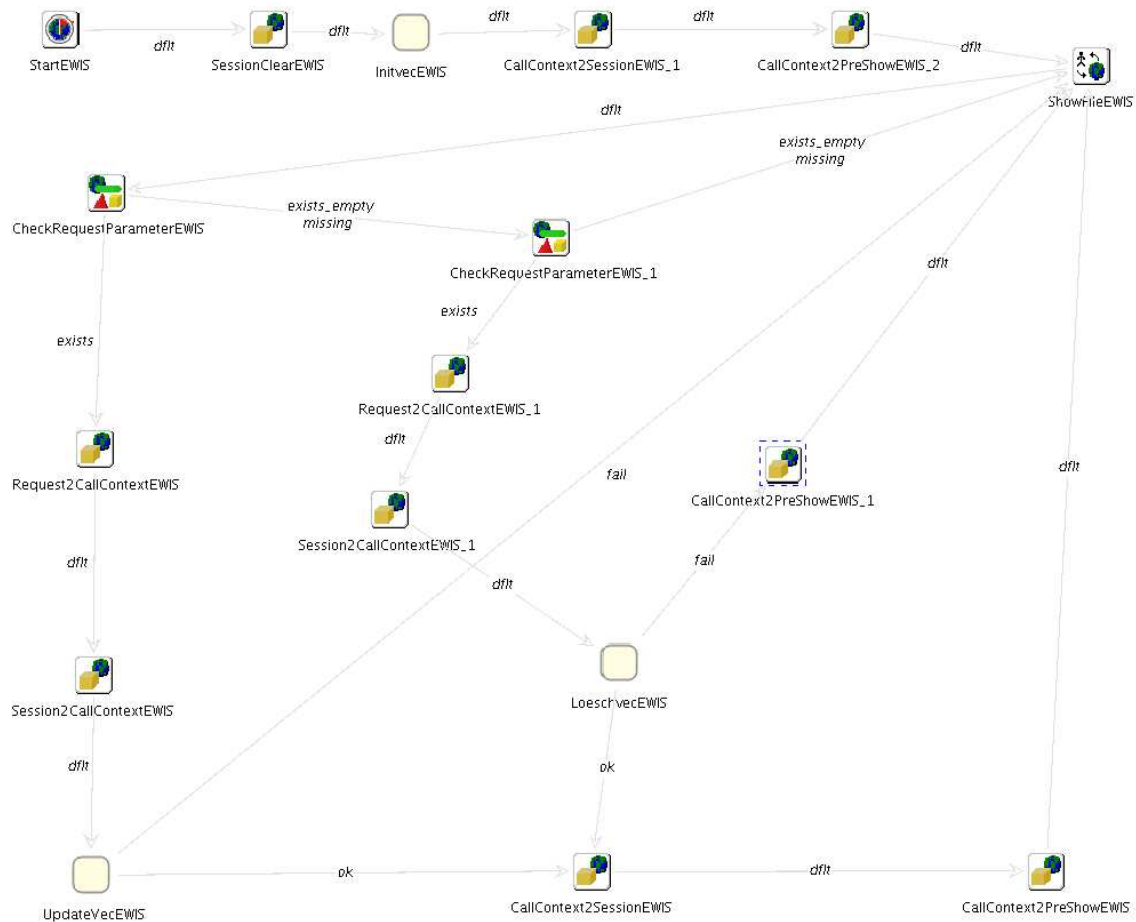 dflt
dflt
dflt
dflt
dflt
StartEWIS
SessionClearEWIS
InitvecEWIS
CallContext2SessionEWIS_1
CallContext2PreShowEWIS_2
ShowFileEWIS
dflt
exists_empty
missing
CheckRequestParameterEWIS
exists_empty
missing
CheckRequestParameterEWIS_1
dflt
exists
exists
Request2CallContextEWIS_1
dflt
Request2CallContextEWIS
fail
CallContext2PreShowEWIS_1
dflt
Session2CallContextEWIS_1
dflt
dflt
fail
Session2CallContextEWIS
LoeschvecEWIS
dflt
ok
ok
dflt
UpdateVecEWIS
CallContext2SessionEWIS
CallContext2PreShowEWIS